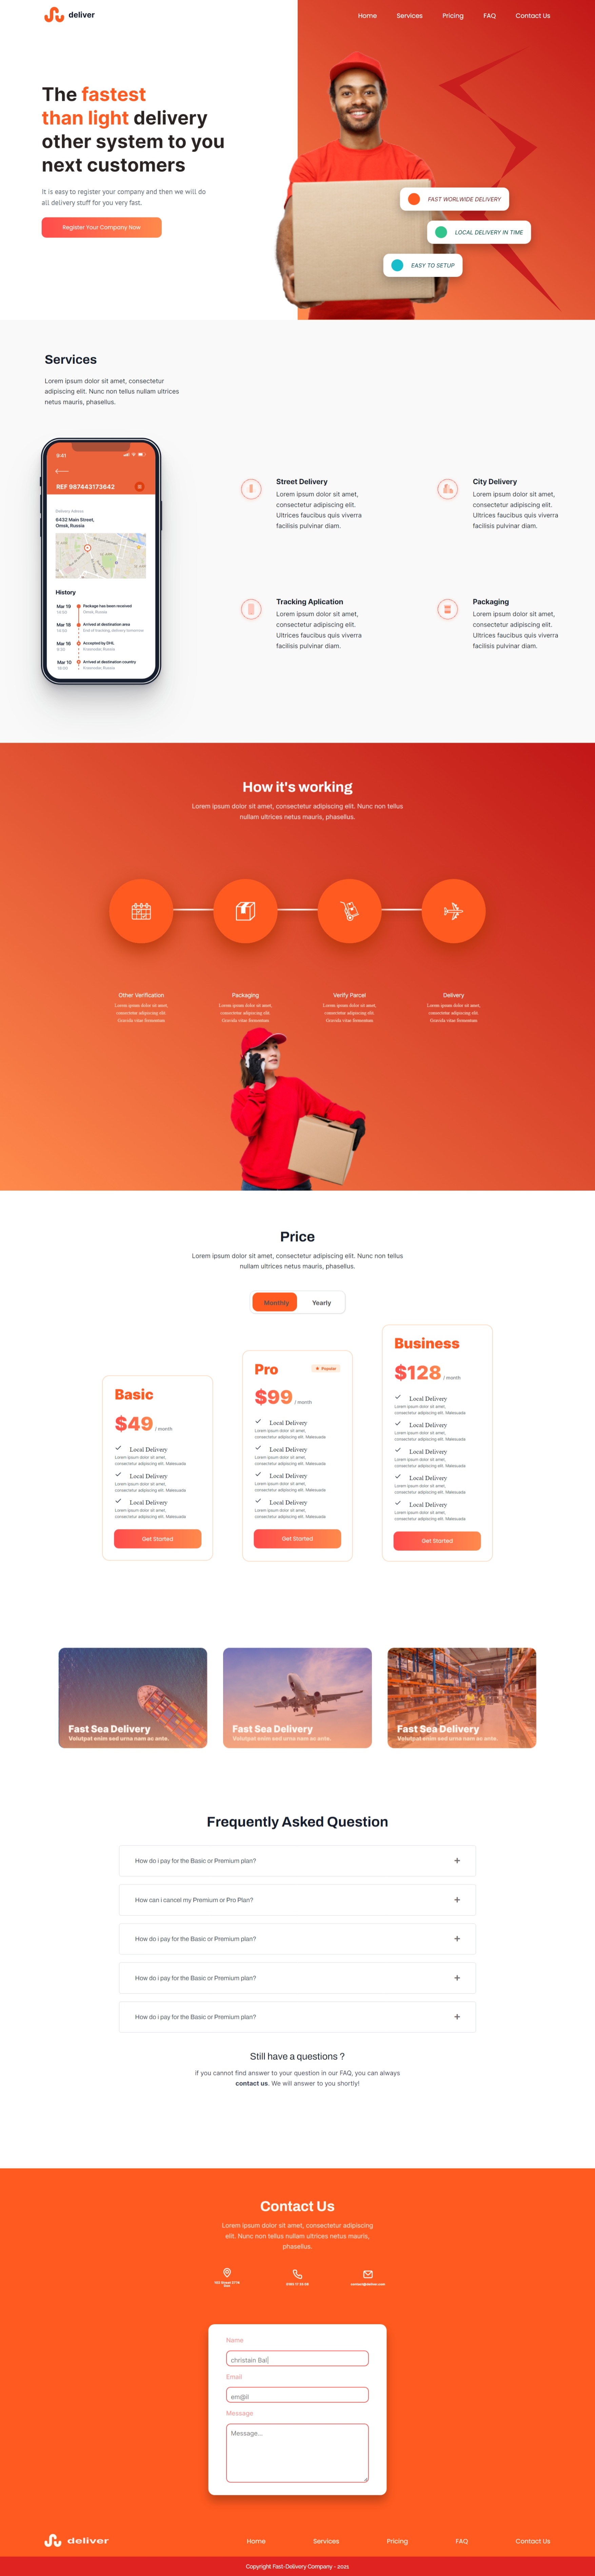 deliver
Home Services Pricing FAQ Contact Us
The fastest
than light delivery
other system to you
next customers
It is easy to register your company and then we will do
all delivery stuff for you very fast.
Register Your Company Now
FAST WORLWIDE DELIVERY
LOCAL DELIVERY IN TIME
EASY TO SETUP
Services
Lorem ipsum dolor sit amet, consectetur
adipiscing elit. Nunc non tellus nullam ultrices
netus mauris, phasellus.
9:41
REF 987443173642
Delivery Adress
6432 Main Street,
Omsk, Russia
History
Mar 19 Package has been received
Omsk, Russia
Mar 18 Arrived at destination area
End of tracking, delivery tomorrow
Mar 16 Accepted by DHL
Krasnodar, Russia
Mar 10 Arrived at destination country
Krasnodar, Russia
Street Delivery
Lorem ipsum dolor sit amet,
consectetur adipiscing elit.
Ultrices faucibus quis viverra
facilisis pulvinar diam.
City Delivery
Lorem ipsum dolor sit amet,
consectetur adipiscing elit.
Ultrices faucibus quis viverra
facilisis pulvinar diam.
Tracking Aplication
Lorem ipsum dolor sit amet,
consectetur adipiscing elit.
Ultrices faucibus quis viverra
facilisis pulvinar diam.
Packaging
Lorem ipsum dolor sit amet,
consectetur adipiscing elit.
Ultrices faucibus quis viverra
facilisis pulvinar diam.
How it's working
Lorem ipsum dolor sit amet, consectetur adipiscing elit. Nunc non tellus
nullam ultrices netus mauris, phasellus.
Other Verification
Lorem ipsum dolor sit amet,
consectetur adipiscing elit.
Gravida vitae fermentum
Packaging
Lorem ipsum dolor sit amet,
consectetur adipiscing elit.
Gravida vitae fermentum
Verify Parcel
Lorem ipsum dolor sit amet,
consectetur adipiscing elit.
Gravida vitae fermentum
Delivery
Lorem ipsum dolor sit amet,
consectetur adipiscing elit.
Gravida vitae fermentum
Price
Lorem ipsum dolor sit amet, consectetur adipiscing elit. Nunc non tellus
nullam ultrices netus mauris, phasellus.
Monthly Yearly
Basic
$49 / month
Local Delivery
Lorem ipsum dolor sit amet,
consectetur adipiscing elit. Malesuada
Local Delivery
Lorem ipsum dolor sit amet,
consectetur adipiscing elit. Malesuada
Local Delivery
Lorem ipsum dolor sit amet,
consectetur adipiscing elit. Malesuada
Get Started
Pro Popular
$99 / month
Local Delivery
Lorem ipsum dolor sit amet,
consectetur adipiscing elit. Malesuada
Local Delivery
Lorem ipsum dolor sit amet,
consectetur adipiscing elit. Malesuada
Local Delivery
Lorem ipsum dolor sit amet,
consectetur adipiscing elit. Malesuada
Local Delivery
Lorem ipsum dolor sit amet,
consectetur adipiscing elit. Malesuada
Get Started
Business
$128 / month
Local Delivery
Lorem ipsum dolor sit amet,
consectetur adipiscing elit. Malesuada
Local Delivery
Lorem ipsum dolor sit amet,
consectetur adipiscing elit. Malesuada
Local Delivery
Lorem ipsum dolor sit amet,
consectetur adipiscing elit. Malesuada
Local Delivery
Lorem ipsum dolor sit amet,
consectetur adipiscing elit. Malesuada
Local Delivery
Lorem ipsum dolor sit amet,
consectetur adipiscing elit. Malesuada
Get Started
Fast Sea Delivery
Volutpat enim sed urna nam ac ante.
Fast Sea Delivery
Volutpat enim sed urna nam ac ante.
Fast Sea Delivery
Volutpat enim sed urna nam ac ante.
Frequently Asked Question
How do i pay for the Basic or Premium plan? +
How can i cancel my Premium or Pro Plan? +
How do i pay for the Basic or Premium plan? +
How do i pay for the Basic or Premium plan? +
How do i pay for the Basic or Premium plan? +
Still have a questions ?
if you cannot find answer to your question in our FAQ, you can always
contact us. We will answer to you shortly!
Contact Us
Lorem ipsum dolor sit amet, consectetur adipiscing
elit. Nunc non tellus nullam ultrices netus mauris,
phasellus.
Name
christain Bal
Email
em@il
Message
Message...
deliver
Home Services Pricing FAQ Contact Us
Copyright Fast-Delivery Company - 2021